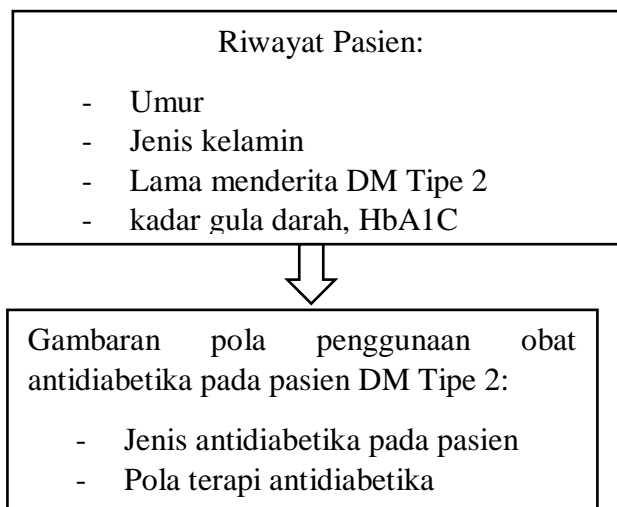 Riwayat Pasien:
- Umur
- Jenis kelamin
- Lama menderita DM Tipe 2
- kadar gula darah, HbA1C
Gambaran pola penggunaan obat
antidiabetika pada pasien DM Tipe 2:
- Jenis antidiabetika pada pasien
- Pola terapi antidiabetika